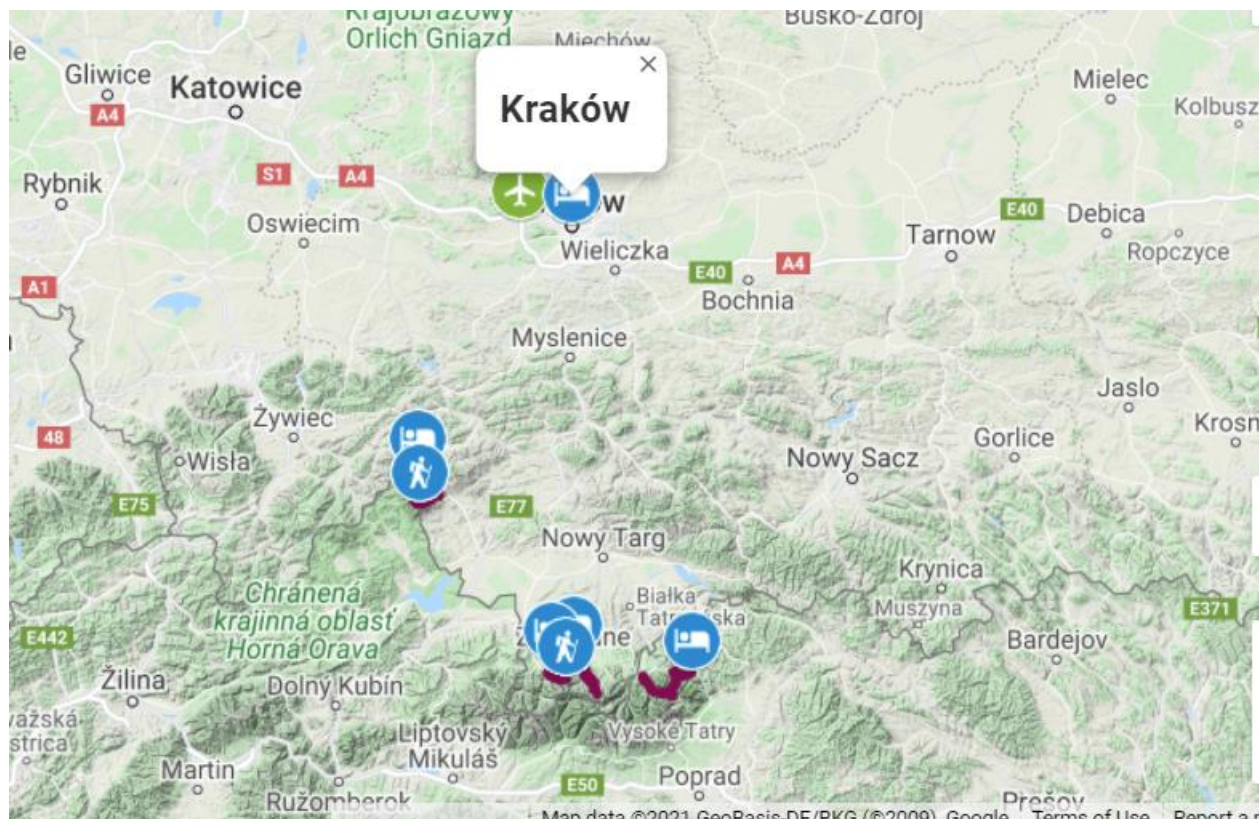 Krajobrazowy
Orlich Gniazd
Busko-Zdrój
Miechów
Gliwice
Katowice
Kraków
Mielec
Kolbusz
A4
Rybnik
S1
A4
Oswiecim
Wieliczka
E40
Debica
Tarnow
Ropczyce
A1
E40
A4
Bochnia
Myslenice
Jaslo
Żywiec
48
Wisła
Gorlice
Krosn
Nowy Sacz
E75
E77
Nowy Targ
Chránená
krajinná oblasť
Horná Orava
Krynica
Białka
Muszyna
E371
E442
Bardejov
Žilina
Dolný Kubín
Liptovský
Mikuláš
Vysoké Tatry
Martin
E50
Poprad
Ružomberok
Prešov
Map data ©2021 GeoBasis-DE/BKG (©2009), Google
Terms of Use
Report a